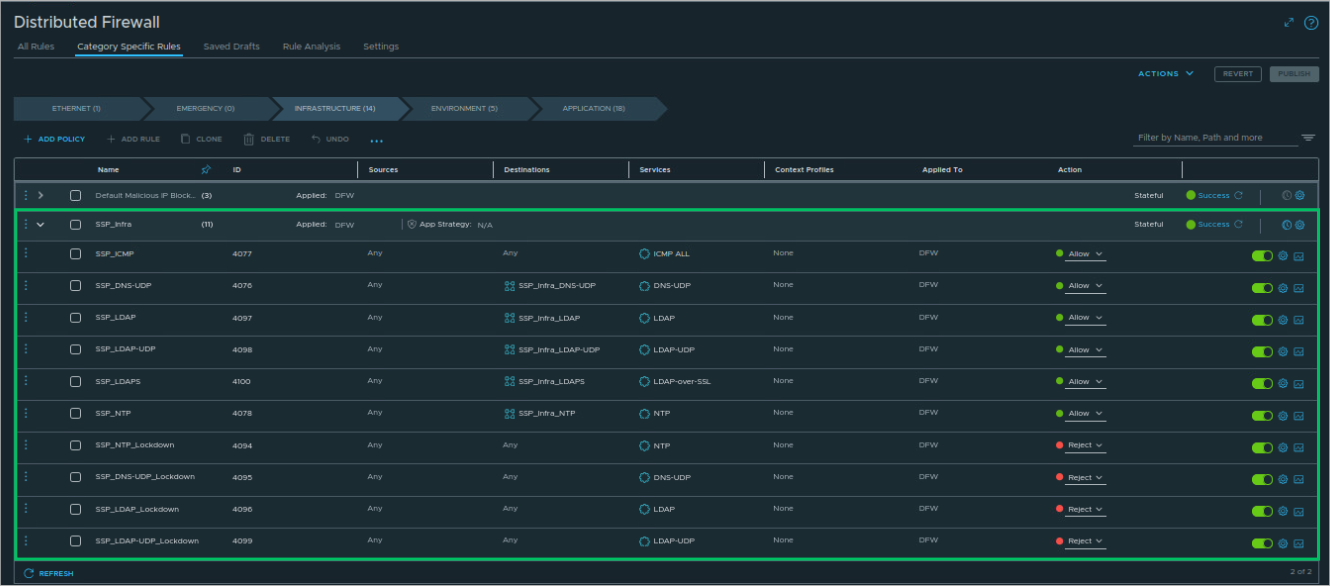 Distributed Firewall
All Rules Category Specific Rules Saved Drafts Rule Analysis Settings
ACTIONS REVERT PUBLISH
ETHERNET (1) EMERGENCY (0) INFRASTRUCTURE (14) ENVIRONMENT (5) APPLICATION (18)
+ ADD POLICY + ADD RULE CLONE DELETE UNDO ... Filter by Name, Path and more
Name ID Sources Destinations Services Context Profiles Applied To Action
Default Malicious IP Block... (3) Applied: DFW Stateful Success
SSP_Infra (11) Applied: DFW App Strategy: N/A Stateful Success
SSP_ICMP 4077 Any Any ICMP ALL None DFW Allow
SSP_DNS-UDP 4076 Any SSP_Infra_DNS-UDP DNS-UDP None DFW Allow
SSP_LDAP 4097 Any SSP_Infra_LDAP LDAP None DFW Allow
SSP_LDAP-UDP 4098 Any SSP_Infra_LDAP-UDP LDAP-UDP None DFW Allow
SSP_LDAPS 4100 Any SSP_Infra_LDAPS LDAP-over-SSL None DFW Allow
SSP_NTP 4078 Any SSP_Infra_NTP NTP None DFW Allow
SSP_NTP_Lockdown 4094 Any Any NTP None DFW Reject
SSP_DNS-UDP_Lockdown 4095 Any Any DNS-UDP None DFW Reject
SSP_LDAP_Lockdown 4096 Any Any LDAP None DFW Reject
SSP_LDAP-UDP_Lockdown 4099 Any Any LDAP-UDP None DFW Reject
REFRESH 2 of 2